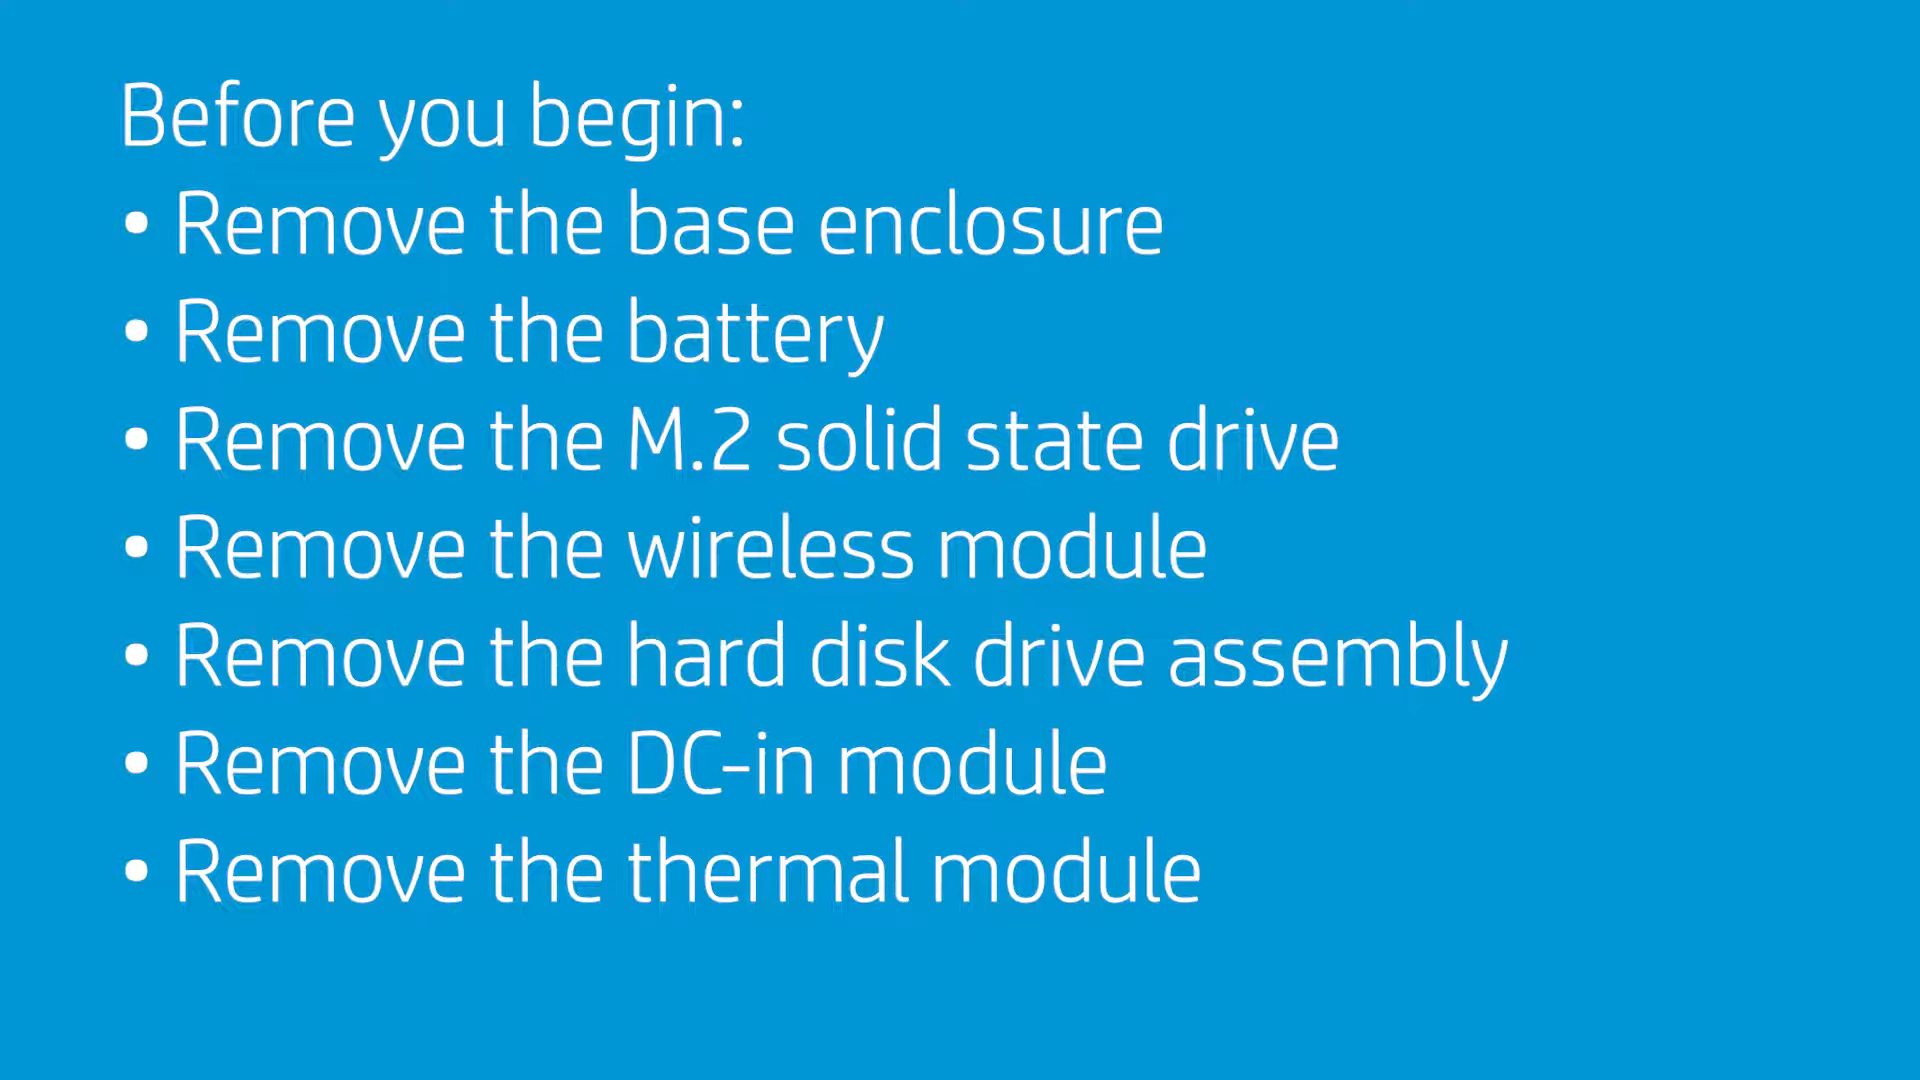 Before you begin:
• Remove the base enclosure
• Remove the battery
• Remove the M.2 solid state drive
• Remove the wireless module
• Remove the hard disk drive assembly
• Remove the DC-in module
• Remove the thermal module